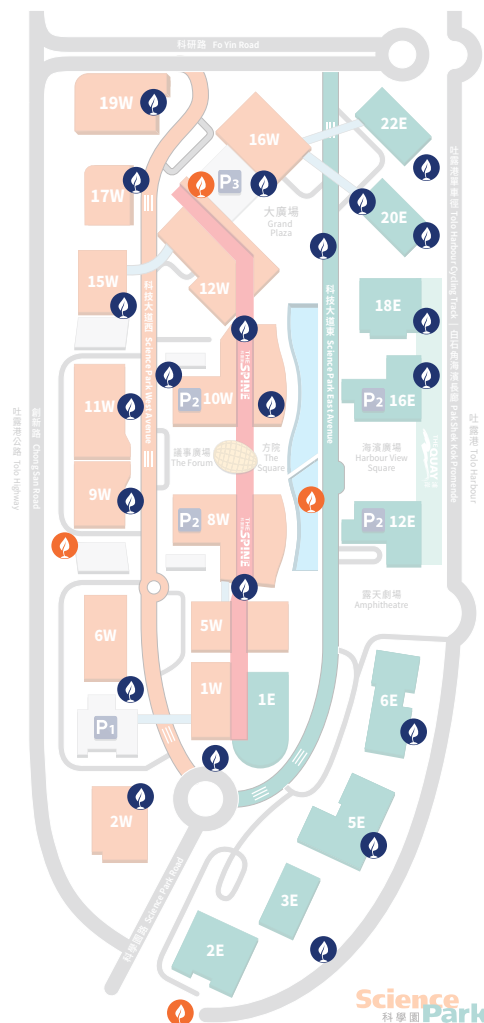 科研路 Fo Yin Road
19W
16W
22E
17W
P3
20E
大廣場
Grand
Plaza
15W
12W
18E
吐露港單車徑 Tolo Harbour Cycling Track | 白石角海濱長廊 Pak Shek Kok Promenade
科技大道西 Science Park West Avenue
科技大道東 Science Park East Avenue
THE SPINE
11W
P2 10W
P2 16E
創新路 Chong San Road
吐露港公路 Tolo Highway
議事廣場
The Forum
方院
The
Square
海濱廣場
Harbour View
Square
THE QUAY
吐露港 Tolo Harbour
9W
P2 8W
P2 12E
THE SPINE
露天劇場
Amphitheatre
6W
5W
1W
1E
6E
P1
2W
5E
3E
2E
科學園路 Science Park Road
Science
科學園 Park